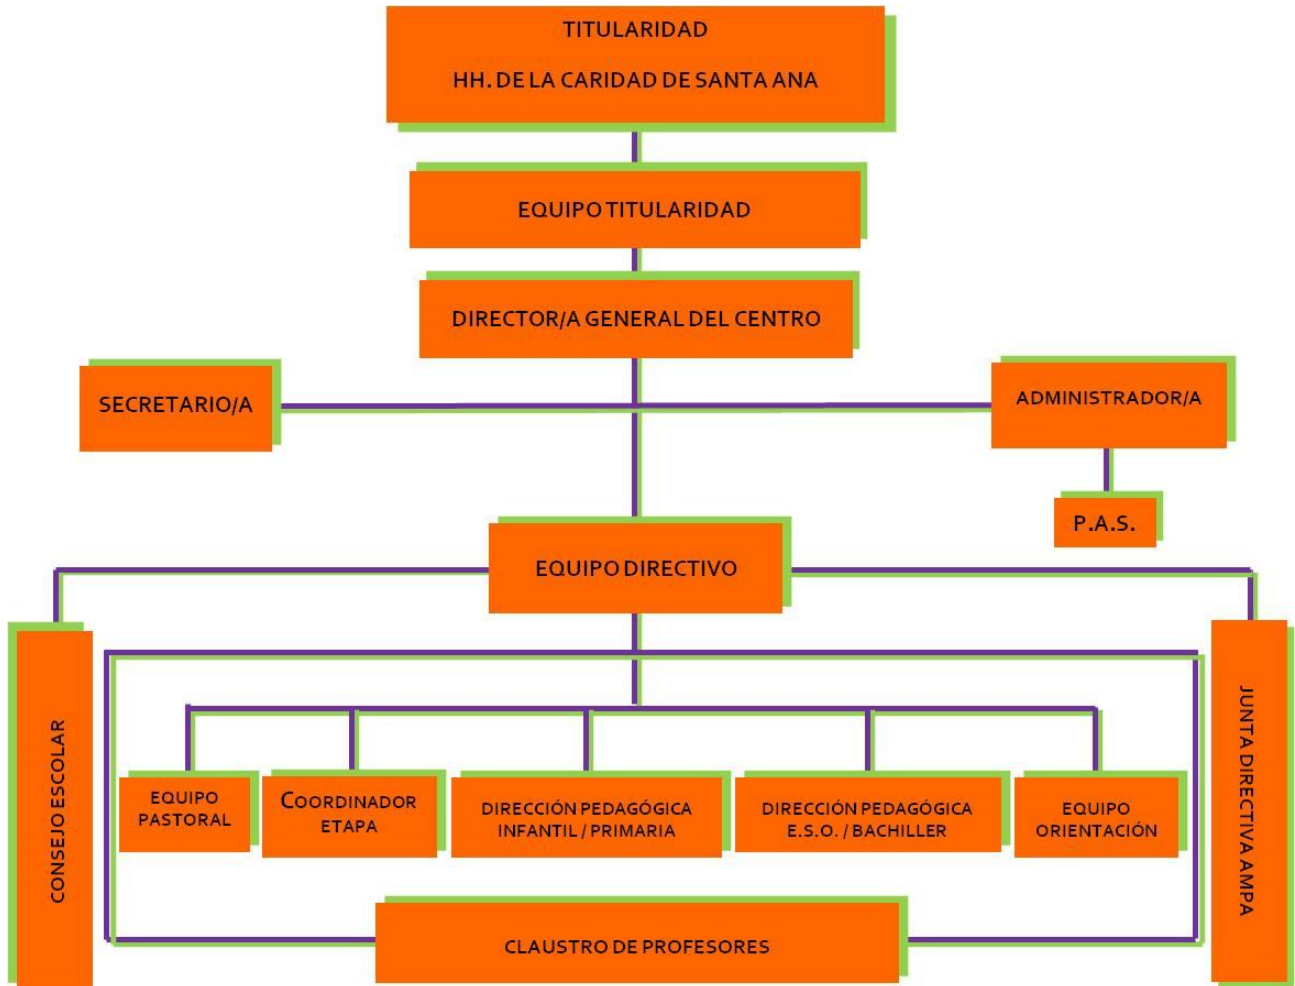 TITULARIDAD
HH. DE LA CARIDAD DE SANTA ANA
EQUIPO TITULARIDAD
DIRECTOR/A GENERAL DEL CENTRO
SECRETARIO/A
ADMINISTRADOR/A
P.A.S.
EQUIPO DIRECTIVO
CONSEJO ESCOLAR
JUNTA DIRECTIVA AMPA
EQUIPO
PASTORAL
COORDINADOR
ETAPA
DIRECCIÓN PEDAGÓGICA
INFANTIL / PRIMARIA
DIRECCIÓN PEDAGÓGICA
E.S.O. / BACHILLER
EQUIPO
ORIENTACIÓN
CLAUSTRO DE PROFESORES